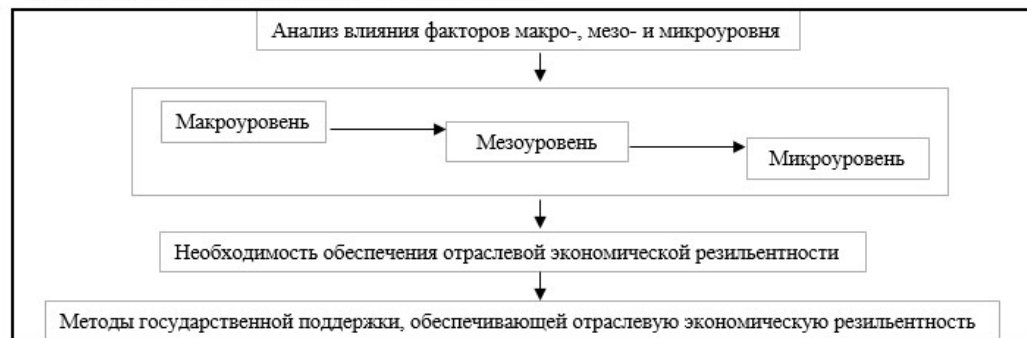 Анализ влияния факторов макро-, мезо- и микроуровня
Макроуровень
Мезоуровень
Микроуровень
Необходимость обеспечения отраслевой экономической резильентности
Методы государственной поддержки, обеспечивающей отраслевую экономическую резильентность